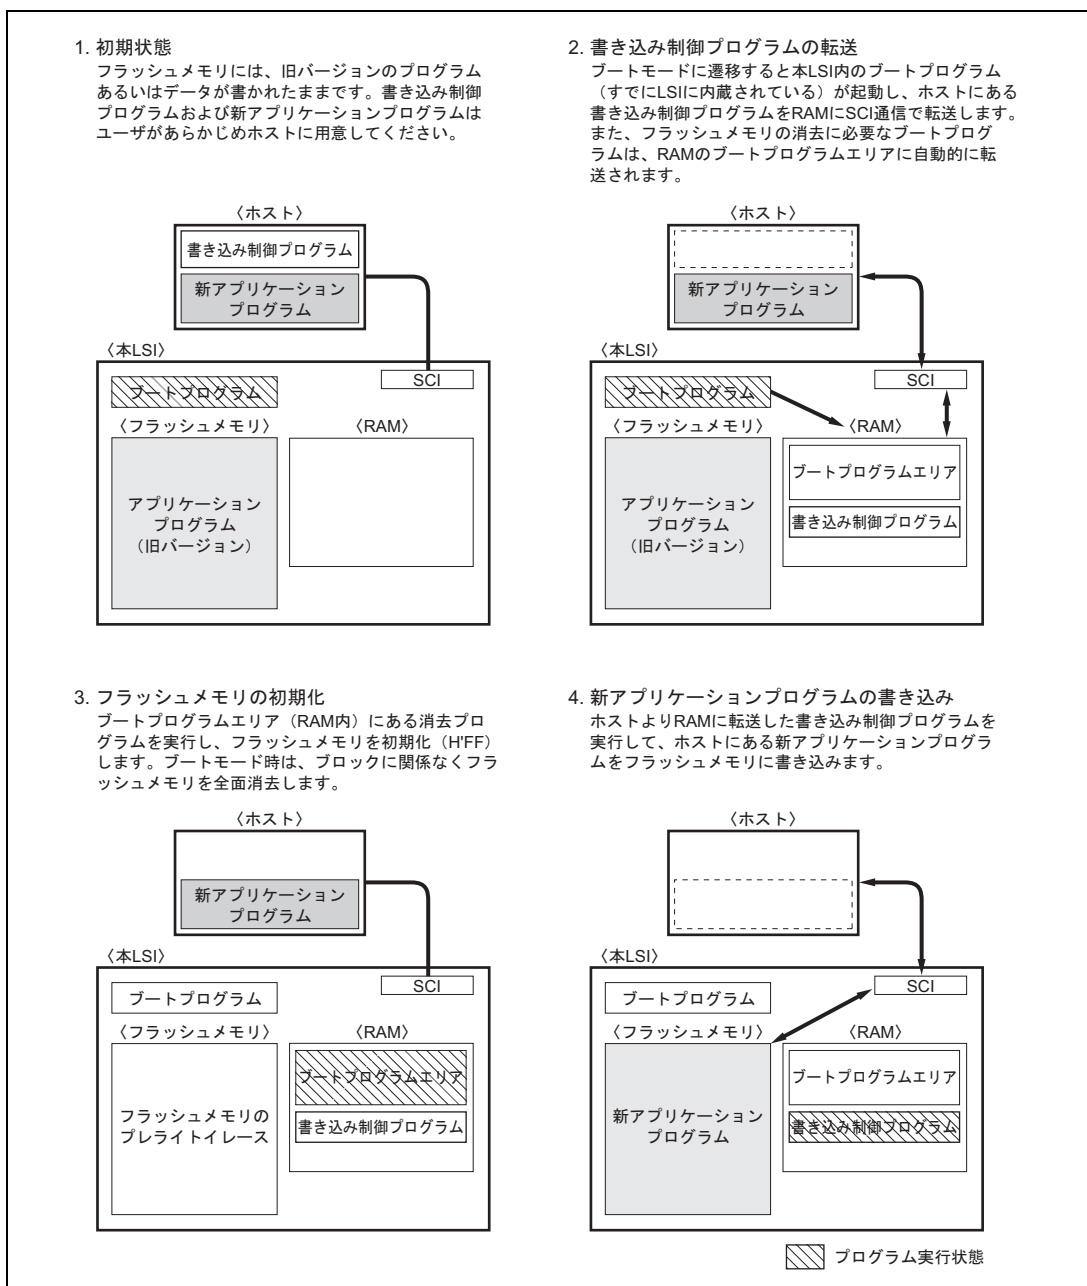 1. 初期状態
フラッシュメモリには、旧バージョンのプログラム
あるいはデータが書かれたままです。書き込み制御
プログラムおよび新アプリケーションプログラムは
ユーザがあらかじめホストに用意してください。
〈ホスト〉
書き込み制御プログラム
新アプリケーション
プログラム
〈本LSI〉
ブートプログラム
SCI
〈フラッシュメモリ〉
〈RAM〉
アプリケーション
プログラム
（旧バージョン）
2. 書き込み制御プログラムの転送
ブートモードに遷移すると本LSI内のブートプログラム
（すでにLSIに内蔵されている）が起動し、ホストにある
書き込み制御プログラムをRAMにSCI通信で転送します。
また、フラッシュメモリの消去に必要なブートプログ
ラムは、RAMのブートプログラムエリアに自動的に転
送されます。
〈ホスト〉
新アプリケーション
プログラム
〈本LSI〉
ブートプログラム
SCI
〈フラッシュメモリ〉
〈RAM〉
アプリケーション
プログラム
（旧バージョン）
ブートプログラムエリア
書き込み制御プログラム
3. フラッシュメモリの初期化
ブートプログラムエリア（RAM内）にある消去プロ
グラムを実行し、フラッシュメモリを初期化（H'FF）
します。ブートモード時は、ブロックに関係なくフラ
ッシュメモリを全面消去します。
〈ホスト〉
新アプリケーション
プログラム
〈本LSI〉
ブートプログラム
SCI
〈フラッシュメモリ〉
〈RAM〉
フラッシュメモリの
プレライトイレース
ブートプログラムエリア
書き込み制御プログラム
4. 新アプリケーションプログラムの書き込み
ホストよりRAMに転送した書き込み制御プログラムを
実行して、ホストにある新アプリケーションプログラ
ムをフラッシュメモリに書き込みます。
〈ホスト〉
〈本LSI〉
ブートプログラム
SCI
〈フラッシュメモリ〉
〈RAM〉
新アプリケーション
プログラム
ブートプログラムエリア
書き込み制御プログラム
プログラム実行状態